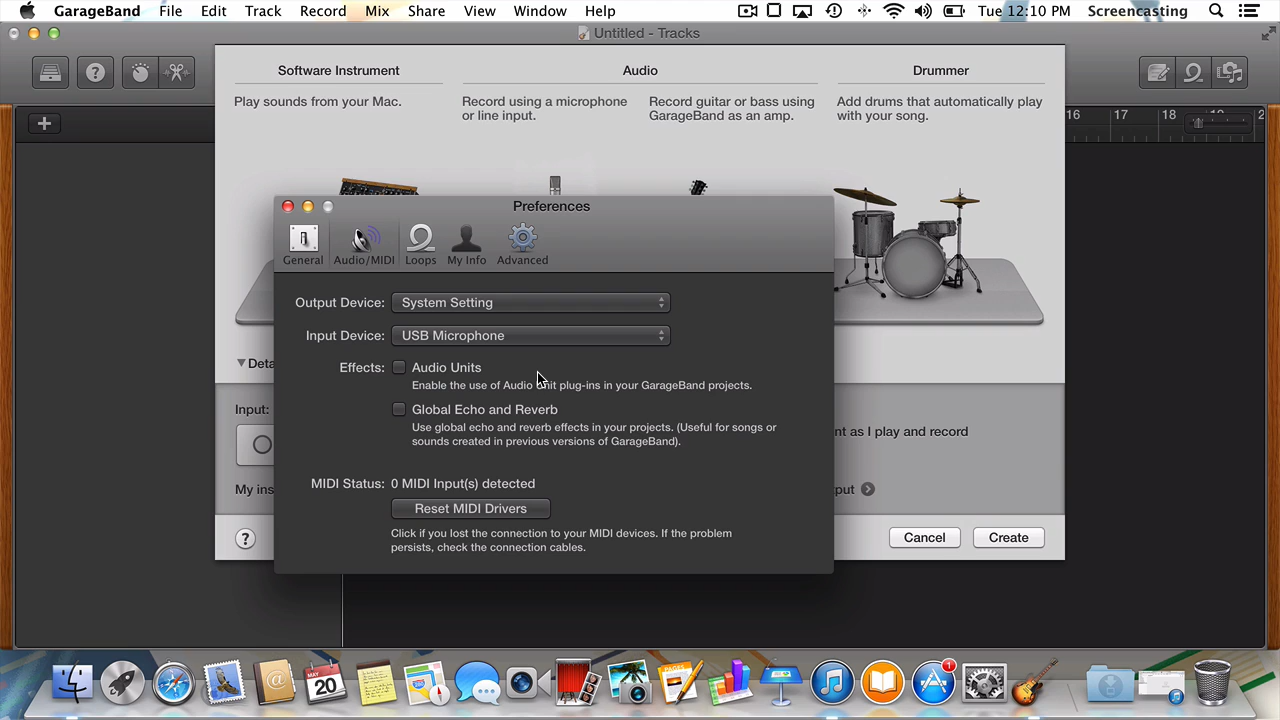 GarageBand File Edit Track Record Mix Share View Window Help Tue 12:10 PM Screencasting
Untitled - Tracks
Software Instrument Audio Drummer
Play sounds from your Mac.
Record using a microphone
or line input.
Record guitar or bass using
GarageBand as an amp.
Add drums that automatically play
with your song.
16 17 18 19 2
Preferences
General Audio/MIDI Loops My Info Advanced
Output Device: System Setting
Input Device: USB Microphone
Effects: Audio Units
Enable the use of Audio Unit plug-ins in your GarageBand projects.
Global Echo and Reverb
Use global echo and reverb effects in your projects. (Useful for songs or
sounds created in previous versions of GarageBand).
MIDI Status: 0 MIDI Input(s) detected
Reset MIDI Drivers
Click if you lost the connection to your MIDI devices. If the problem
persists, check the connection cables.
Deta
Input:
nt as I play and record
My ins
put
? Cancel Create
MAY
20
1